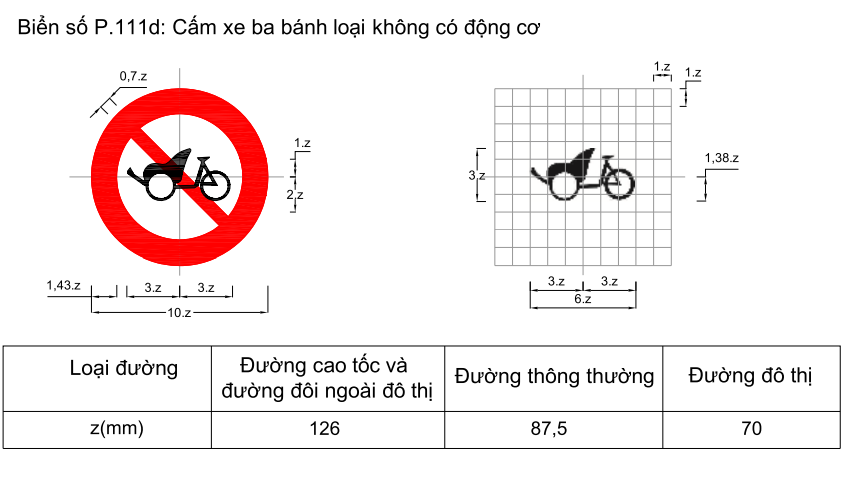 Biển số P.111d: Cấm xe ba bánh loại không có động cơ
0,7.z
1.z
2.z
1,43.z
3.z
3.z
10.z
1.z
1.z
3.z
1,38.z
3.z
3.z
6.z
Loại đường
Đường cao tốc và
đường đôi ngoài đô thị
Đường thông thường
Đường đô thị
z(mm)
126
87,5
70